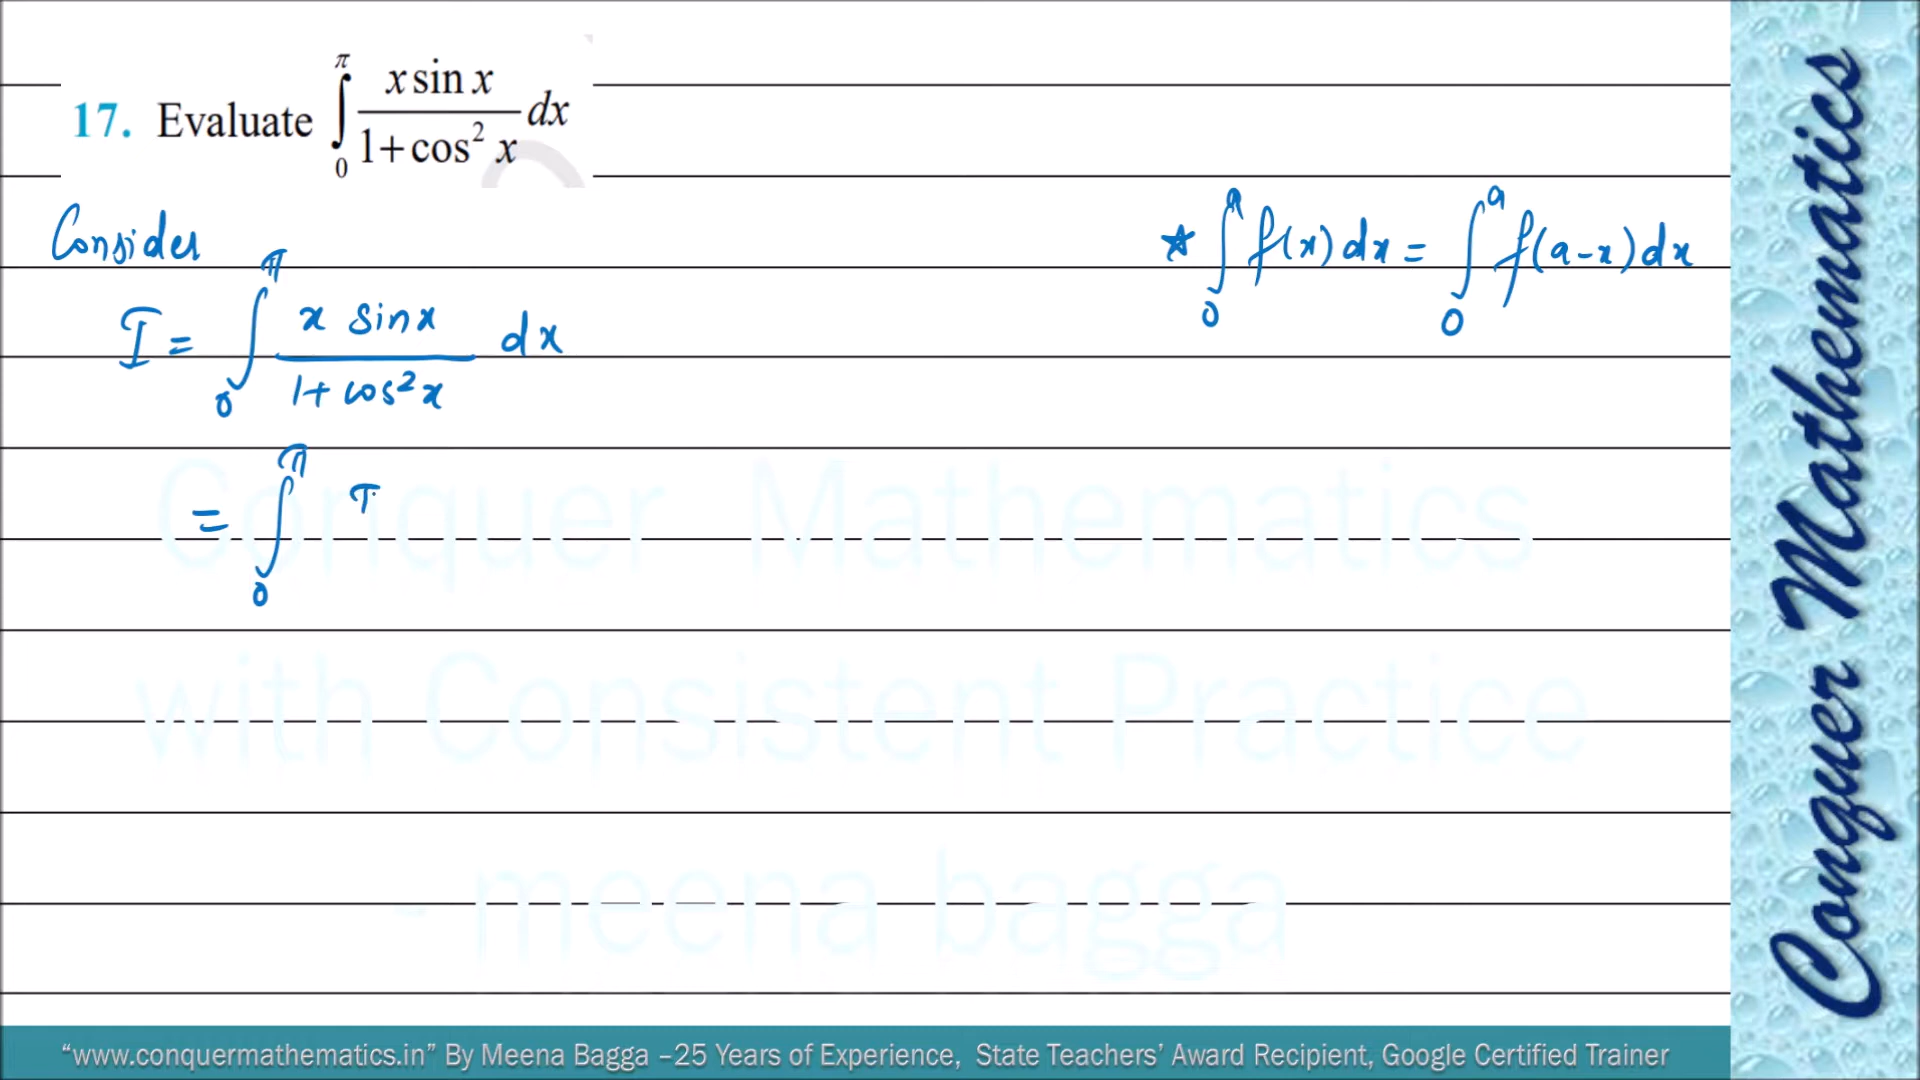 17. Evaluate ∫₀^π (x sin x)/(1+cos² x) dx
Consider
★ ∫₀^a f(x) dx = ∫₀^a f(a-x) dx
I = ∫₀^π (x sinx)/(1+ cos²x) dx
= ∫₀^π π
Conquer Mathematics
with Consistent Practice
- meena bagga
"www.conquermathematics.in" By Meena Bagga –25 Years of Experience, State Teachers' Award Recipient, Google Certified Trainer
Conquer Mathematics